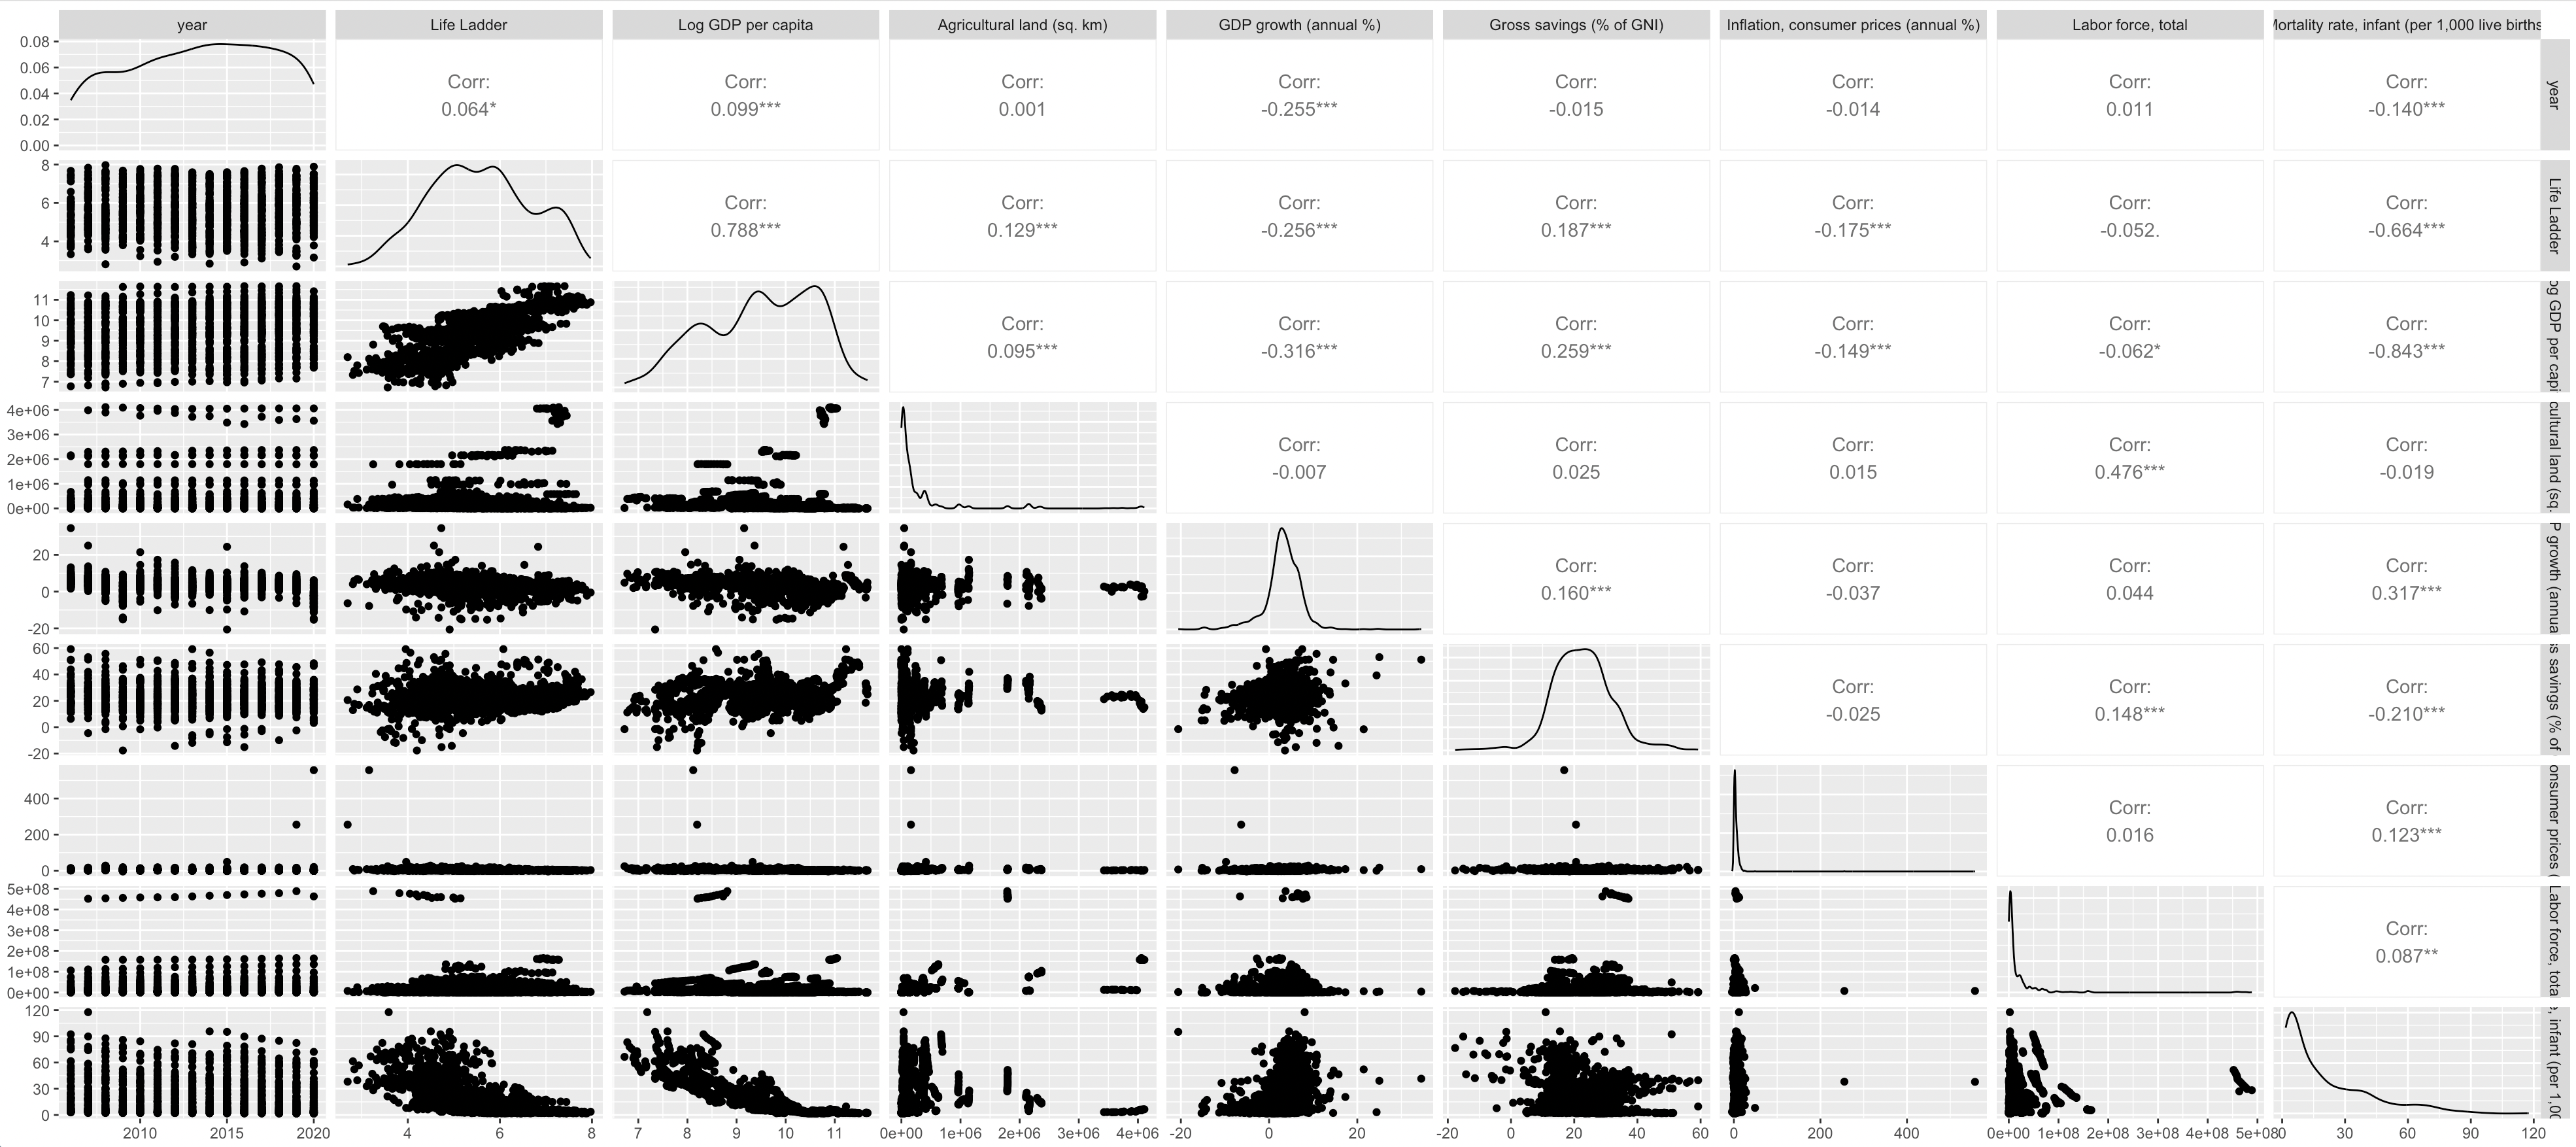 year
Life Ladder
Log GDP per capita
Agricultural land (sq. km)
GDP growth (annual %)
Gross savings (% of GNI)
Inflation, consumer prices (annual %)
Labor force, total
Mortality rate, infant (per 1,000 live births
0.08
0.06
0.04
0.02
0.00
Corr:
0.064*
Corr:
0.099***
Corr:
0.001
Corr:
-0.255***
Corr:
-0.015
Corr:
-0.014
Corr:
0.011
Corr:
-0.140***
year
8
6
4
Corr:
0.788***
Corr:
0.129***
Corr:
-0.256***
Corr:
0.187***
Corr:
-0.175***
Corr:
-0.052.
Corr:
-0.664***
Life Ladder
11
10
9
8
7
Corr:
0.095***
Corr:
-0.316***
Corr:
0.259***
Corr:
-0.149***
Corr:
-0.062*
Corr:
-0.843***
og GDP per capi
4e+06
3e+06
2e+06
1e+06
0e+00
Corr:
-0.007
Corr:
0.025
Corr:
0.015
Corr:
0.476***
Corr:
-0.019
cultural land (sq.
20
0
-20
Corr:
0.160***
Corr:
-0.037
Corr:
0.044
Corr:
0.317***
P growth (annua
60
40
20
0
-20
Corr:
-0.025
Corr:
0.148***
Corr:
-0.210***
s savings (% of
400
200
0
Corr:
0.016
Corr:
0.123***
onsumer prices (
5e+08
4e+08
3e+08
2e+08
1e+08
0e+00
Corr:
0.087**
Labor force, tota
120
90
60
30
0
, infant (per 1,00
2010 2015 2020
4 6 8
7 8 9 10 11
0e+00 1e+06 2e+06 3e+06 4e+06
-20 0 20
-20 0 20 40 60
0 200 400
0e+00 1e+08 2e+08 3e+08 4e+08 5e+08
0 30 60 90 120